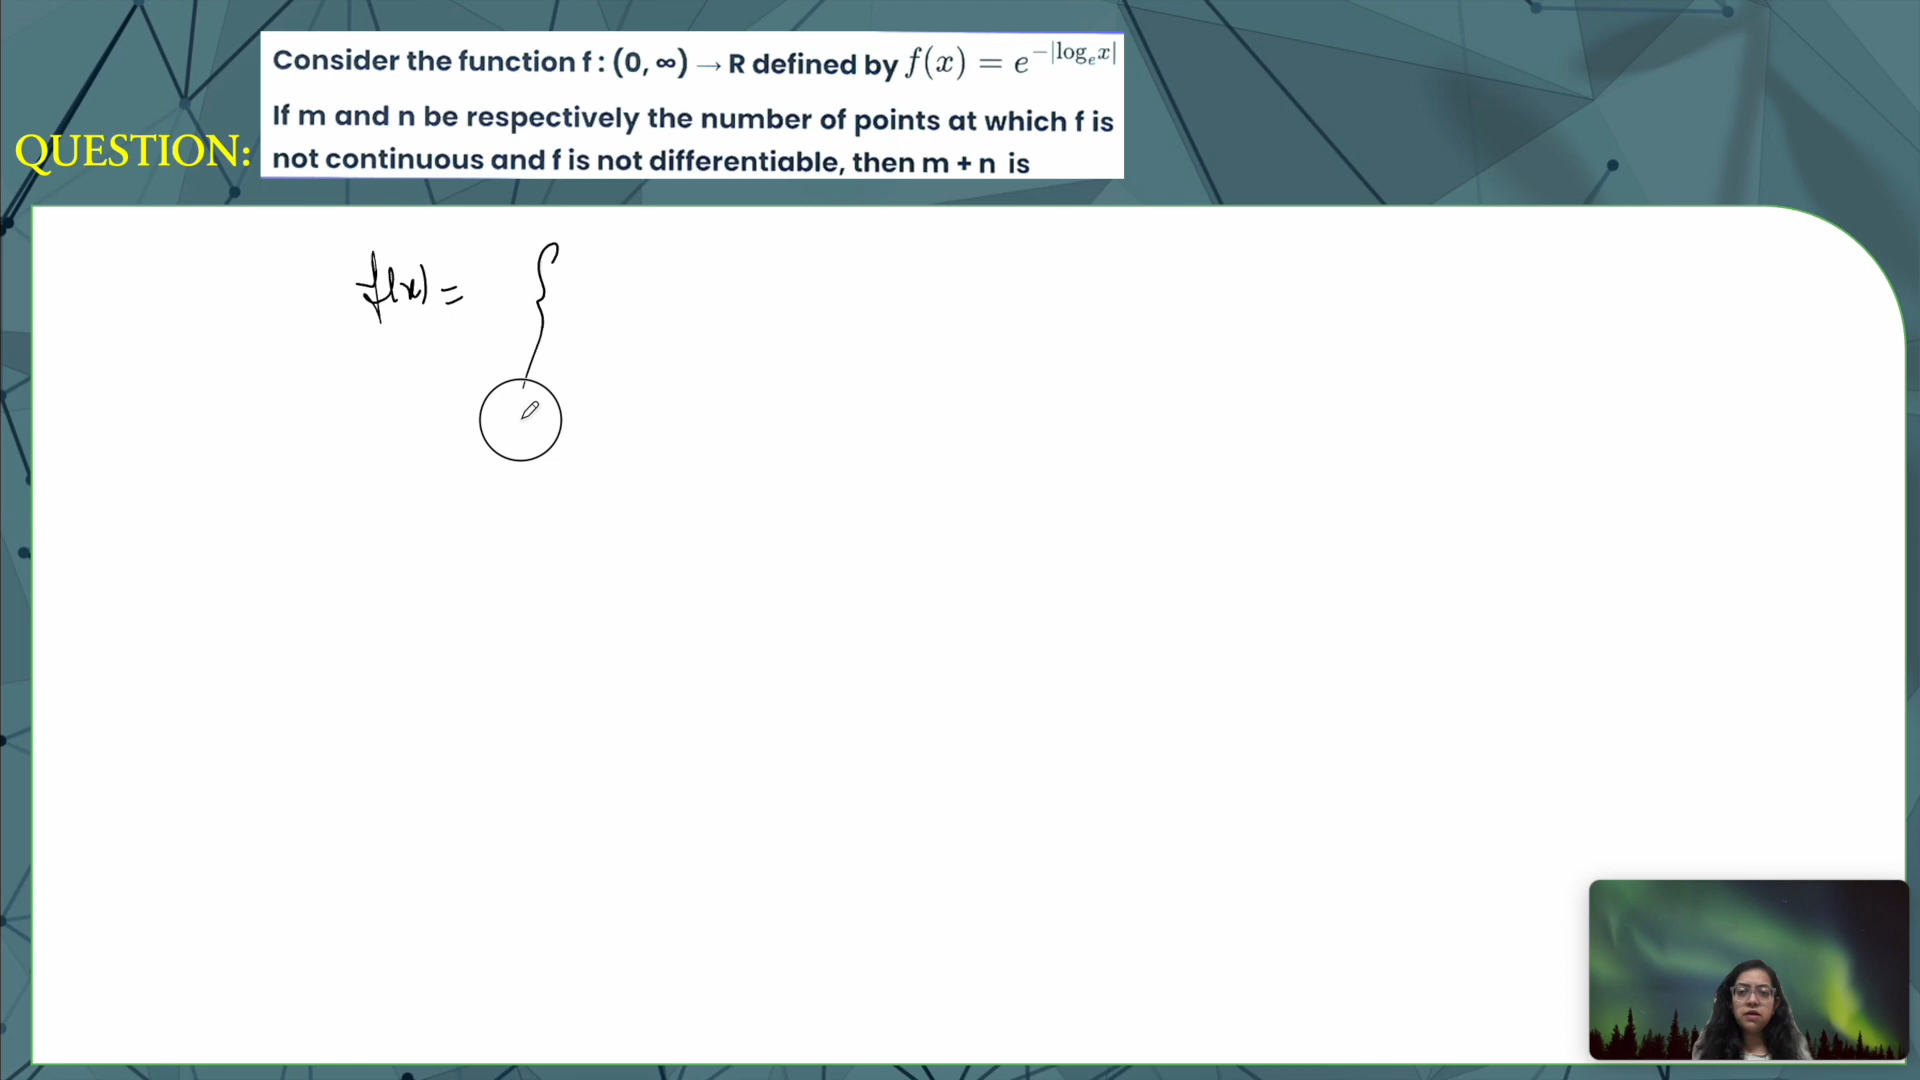 Consider the function f : (0, ∞) → R defined by f(x) = e^{-|log_e x|}
If m and n be respectively the number of points at which f is
QUESTION:
not continuous and f is not differentiable, then m + n is
f(x) = {